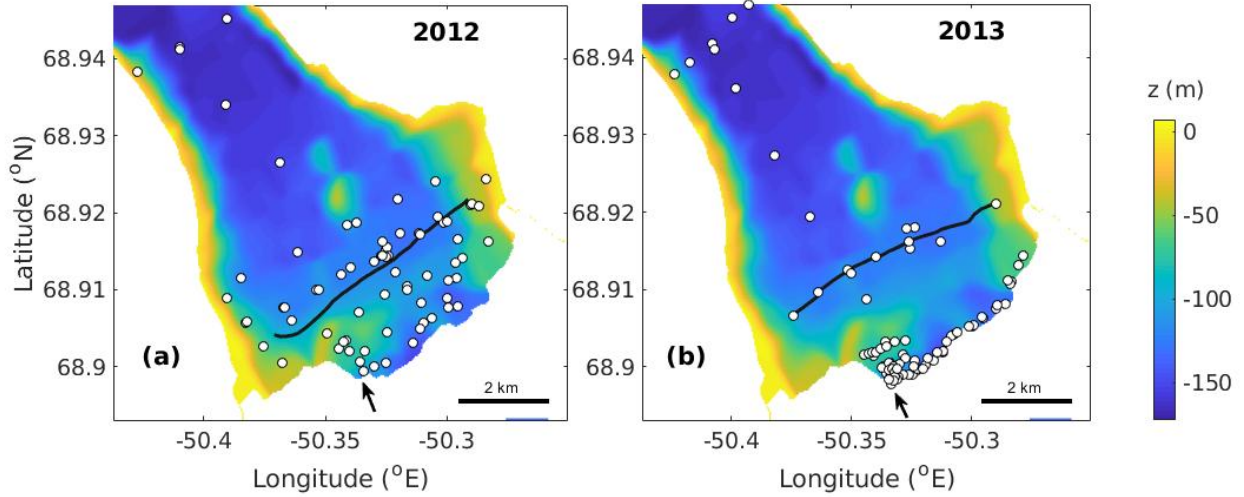 2012
2013
68.94
68.93
68.92
68.91
68.9
Latitude (°N)
(a)
2 km
-50.4
-50.35
-50.3
Longitude (°E)
68.94
68.93
68.92
68.91
68.9
(b)
2 km
-50.4
-50.35
-50.3
Longitude (°E)
z (m)
0
-50
-100
-150